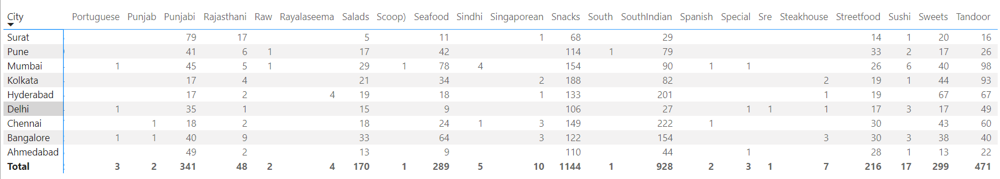 City Portuguese Punjab Punjabi Rajasthani Raw Rayalaseema Salads Scoop) Seafood Sindhi Singaporean Snacks South SouthIndian Spanish Special Sre Steakhouse Streetfood Sushi Sweets Tandoor
Surat 79 17 5 11 1 68 29 14 1 20 16
Pune 41 6 1 17 42 114 1 79 33 2 17 26
Mumbai 1 45 5 1 29 1 78 4 154 90 1 1 26 6 40 98
Kolkata 17 4 21 34 2 188 82 2 19 1 44 93
Hyderabad 17 2 4 19 18 1 133 201 1 19 67 67
Delhi 1 35 1 15 9 106 27 1 1 1 17 3 17 49
Chennai 1 18 2 18 24 1 3 149 222 1 30 43 60
Bangalore 1 1 40 9 33 64 3 122 154 3 30 3 38 40
Ahmedabad 49 2 13 9 110 44 1 28 1 13 22
Total 3 2 341 48 2 4 170 1 289 5 10 1144 1 928 2 3 1 7 216 17 299 471